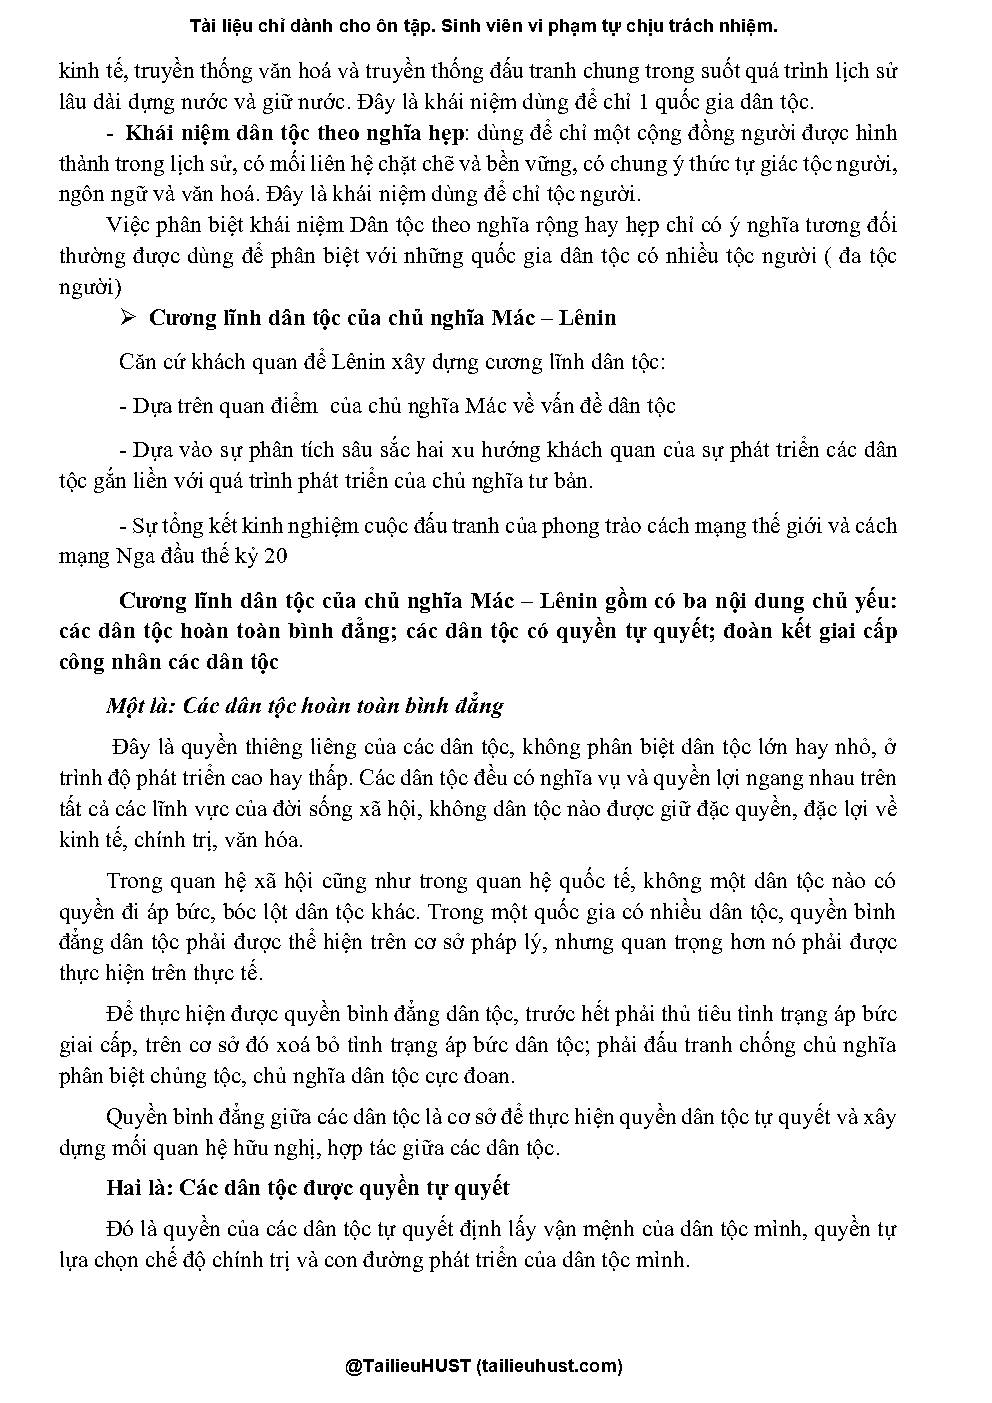 Tài liệu chỉ dành cho ôn tập. Sinh viên vi phạm tự chịu trách nhiệm.
kinh tế, truyền thống văn hoá và truyền thống đấu tranh chung trong suốt quá trình lịch sử
lâu dài dựng nước và giữ nước. Đây là khái niệm dùng để chỉ 1 quốc gia dân tộc.
- Khái niệm dân tộc theo nghĩa hẹp: dùng để chỉ một cộng đồng người được hình
thành trong lịch sử, có mối liên hệ chặt chẽ và bền vững, có chung ý thức tự giác tộc người,
ngôn ngữ và văn hoá. Đây là khái niệm dùng để chỉ tộc người.
Việc phân biệt khái niệm Dân tộc theo nghĩa rộng hay hẹp chỉ có ý nghĩa tương đối
thường được dùng để phân biệt với những quốc gia dân tộc có nhiều tộc người ( đa tộc
người)
➢ Cương lĩnh dân tộc của chủ nghĩa Mác – Lênin
Căn cứ khách quan để Lênin xây dựng cương lĩnh dân tộc:
- Dựa trên quan điểm  của chủ nghĩa Mác về vấn đề dân tộc
- Dựa vào sự phân tích sâu sắc hai xu hướng khách quan của sự phát triển các dân
tộc gắn liền với quá trình phát triển của chủ nghĩa tư bản.
- Sự tổng kết kinh nghiệm cuộc đấu tranh của phong trào cách mạng thế giới và cách
mạng Nga đầu thế kỷ 20
Cương lĩnh dân tộc của chủ nghĩa Mác – Lênin gồm có ba nội dung chủ yếu:
các dân tộc hoàn toàn bình đẳng; các dân tộc có quyền tự quyết; đoàn kết giai cấp
công nhân các dân tộc
Một là: Các dân tộc hoàn toàn bình đẳng
Đây là quyền thiêng liêng của các dân tộc, không phân biệt dân tộc lớn hay nhỏ, ở
trình độ phát triển cao hay thấp. Các dân tộc đều có nghĩa vụ và quyền lợi ngang nhau trên
tất cả các lĩnh vực của đời sống xã hội, không dân tộc nào được giữ đặc quyền, đặc lợi về
kinh tế, chính trị, văn hóa.
Trong quan hệ xã hội cũng như trong quan hệ quốc tế, không một dân tộc nào có
quyền đi áp bức, bóc lột dân tộc khác. Trong một quốc gia có nhiều dân tộc, quyền bình
đẳng dân tộc phải được thể hiện trên cơ sở pháp lý, nhưng quan trọng hơn nó phải được
thực hiện trên thực tế.
Để thực hiện được quyền bình đẳng dân tộc, trước hết phải thủ tiêu tình trạng áp bức
giai cấp, trên cơ sở đó xoá bỏ tình trạng áp bức dân tộc; phải đấu tranh chống chủ nghĩa
phân biệt chủng tộc, chủ nghĩa dân tộc cực đoan.
Quyền bình đẳng giữa các dân tộc là cơ sở để thực hiện quyền dân tộc tự quyết và xây
dựng mối quan hệ hữu nghị, hợp tác giữa các dân tộc.
Hai là: Các dân tộc được quyền tự quyết
Đó là quyền của các dân tộc tự quyết định lấy vận mệnh của dân tộc mình, quyền tự
lựa chọn chế độ chính trị và con đường phát triển của dân tộc mình.
@TailieuHUST (tailieuhust.com)